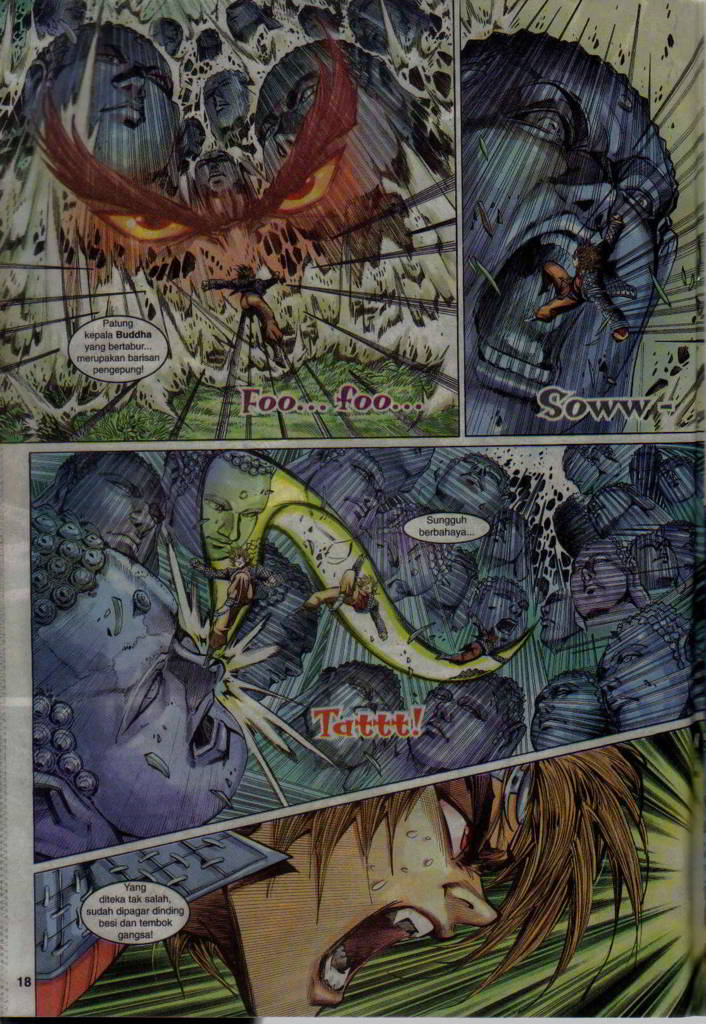 Patung
kepala Buddha
yang bertabur...
merupakan barisan
pengepung!
Foo... foo...
Soww -
Sungguh
berbahaya...
Tattt!
Yang
diteka tak salah,
sudah dipagar dinding
besi dan tembok
gangsa!
18